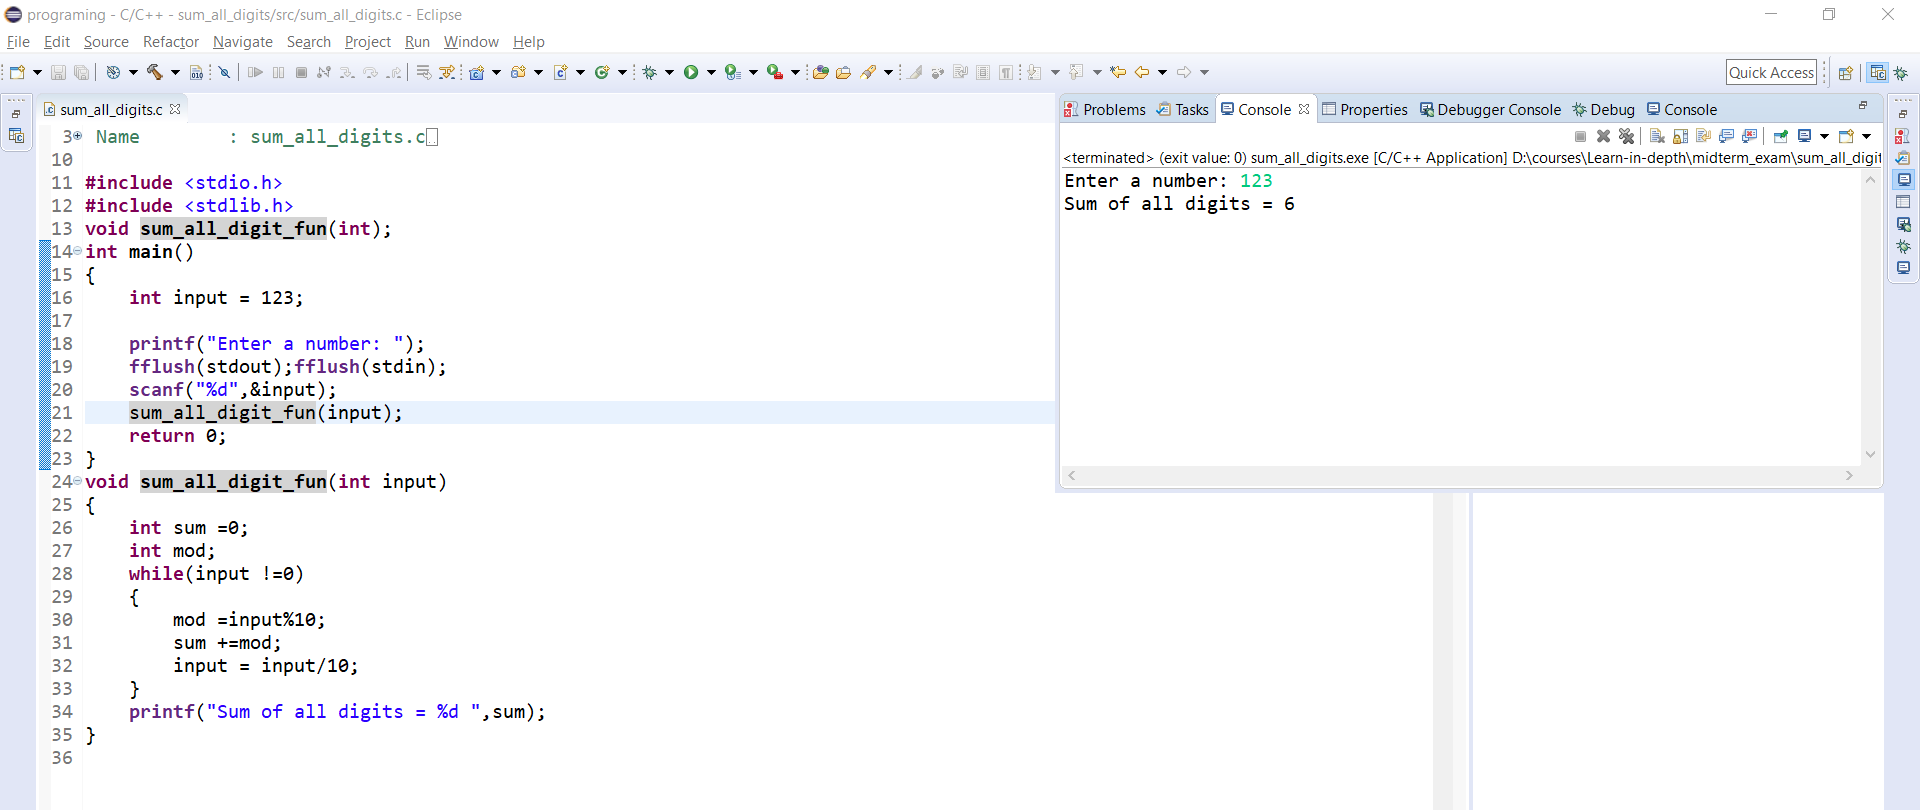 programing - C/C++ - sum_all_digits/src/sum_all_digits.c - Eclipse
File Edit Source Refactor Navigate Search Project Run Window Help
Quick Access
sum_all_digits.c
3 Name : sum_all_digits.c
10
11 #include <stdio.h>
12 #include <stdlib.h>
13 void sum_all_digit_fun(int);
14 int main()
15 {
16 int input = 123;
17
18 printf("Enter a number: ");
19 fflush(stdout);fflush(stdin);
20 scanf("%d",&input);
21 sum_all_digit_fun(input);
22 return 0;
23 }
24 void sum_all_digit_fun(int input)
25 {
26 int sum =0;
27 int mod;
28 while(input !=0)
29 {
30 mod =input%10;
31 sum +=mod;
32 input = input/10;
33 }
34 printf("Sum of all digits = %d ",sum);
35 }
36
Problems Tasks Console Properties Debugger Console Debug Console
<terminated> (exit value: 0) sum_all_digits.exe [C/C++ Application] D:\courses\Learn-in-depth\midterm_exam\sum_all_digit
Enter a number: 123
Sum of all digits = 6